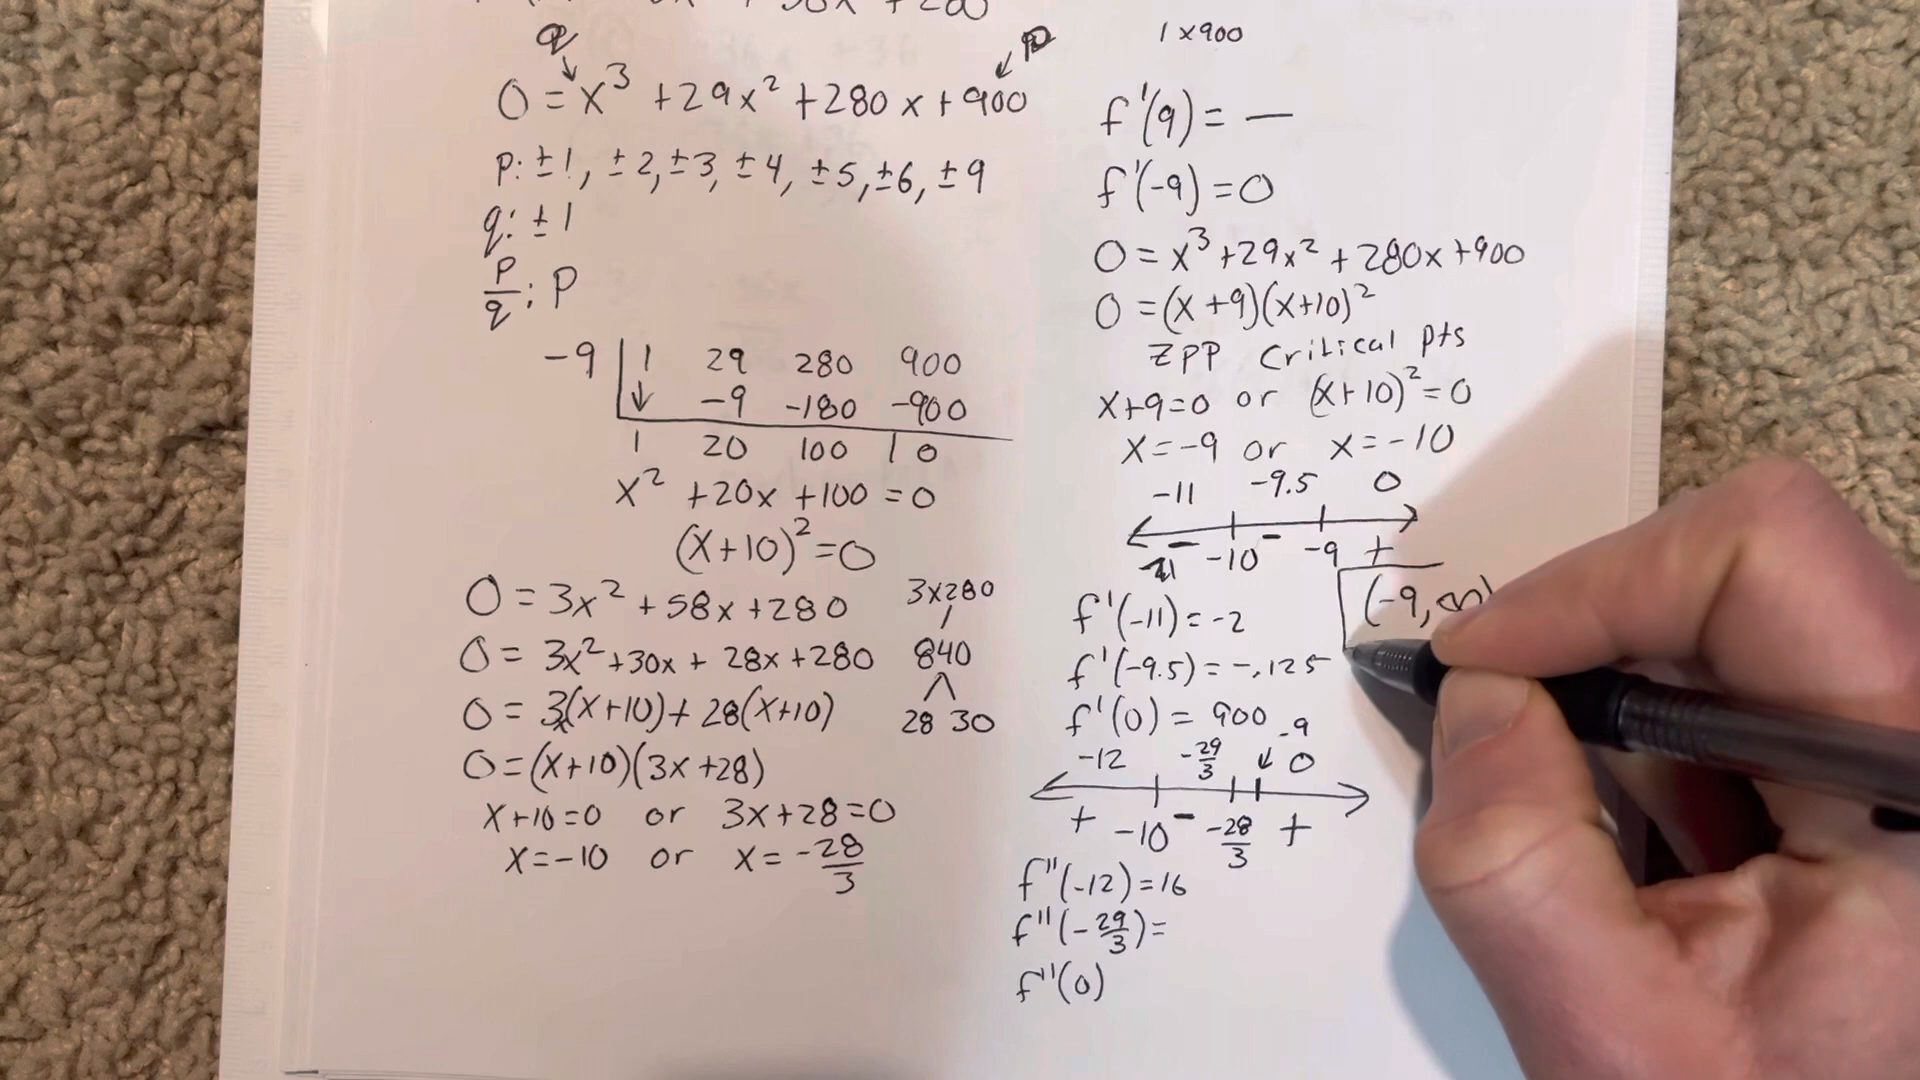 + 58x + 280
q p
0 = x³ + 29x² + 280x + 900
p: ±1, ±2, ±3, ±4, ±5, ±6, ±9
q: ±1
p/q: p
-9 | 1 29 280 900
↓ -9 -180 -900
1 20 100 | 0
x² + 20x + 100 = 0
(x+10)² = 0
0 = 3x² + 58x + 280
3x280
0 = 3x² + 30x + 28x + 280
840
0 = 3x(x+10) + 28(x+10)
28 30
0 = (x+10)(3x+28)
x+10=0 or 3x+28=0
x=-10 or x=-28/3
1 x 900
f'(9) = —
f'(-9) = 0
0 = x³ + 29x² + 280x + 900
0 = (x+9)(x+10)²
ZPP Critical pts
x+9=0 or (x+10)²=0
x=-9 or x=-10
-11 -9.5 0
- -10 - -9 +
(-9, ∞)
f'(-11) = -2
f'(-9.5) = -.125
f'(0) = 900
-9
-12 -29/3 ↓ 0
+ -10 - -28/3 +
f''(-12) = 16
f''(-29/3) =
f''(0)